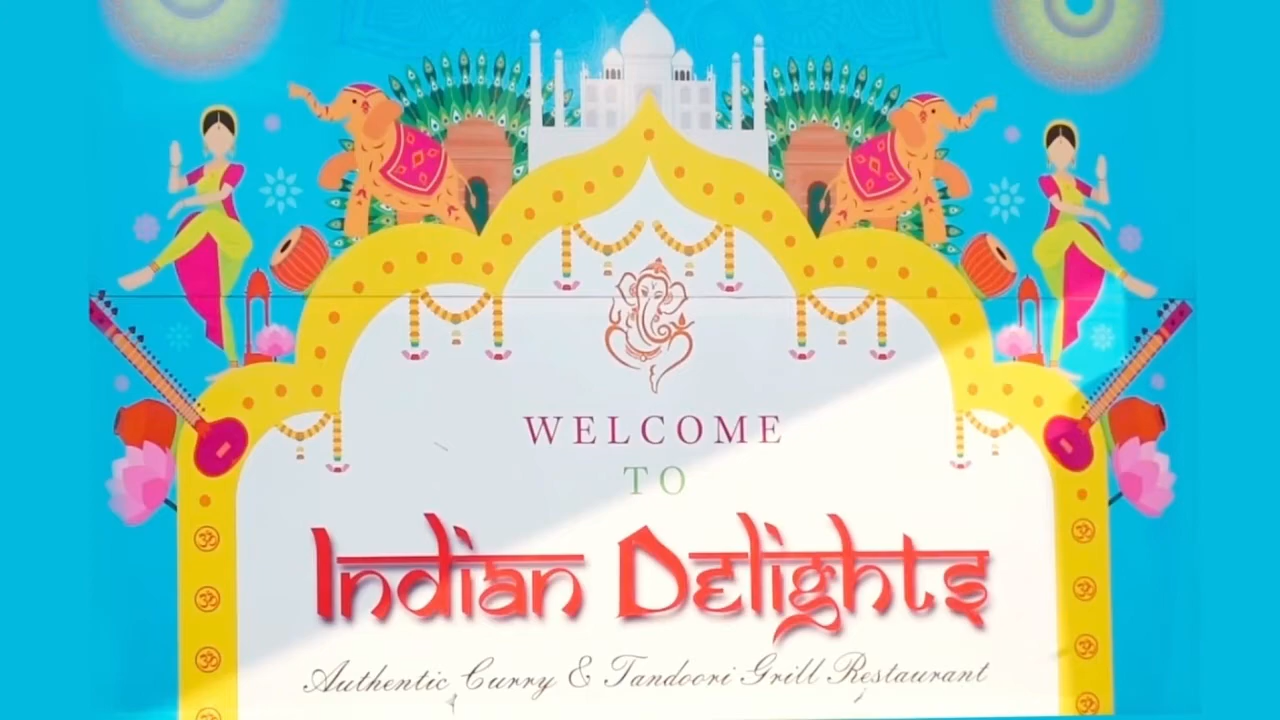 WELCOME
TO
Indian Delights
Authentic Curry & Tandoori Grill Restaurant
ॐ
ॐ
ॐ
ॐ
ॐ
ॐ
ॐ
ॐ